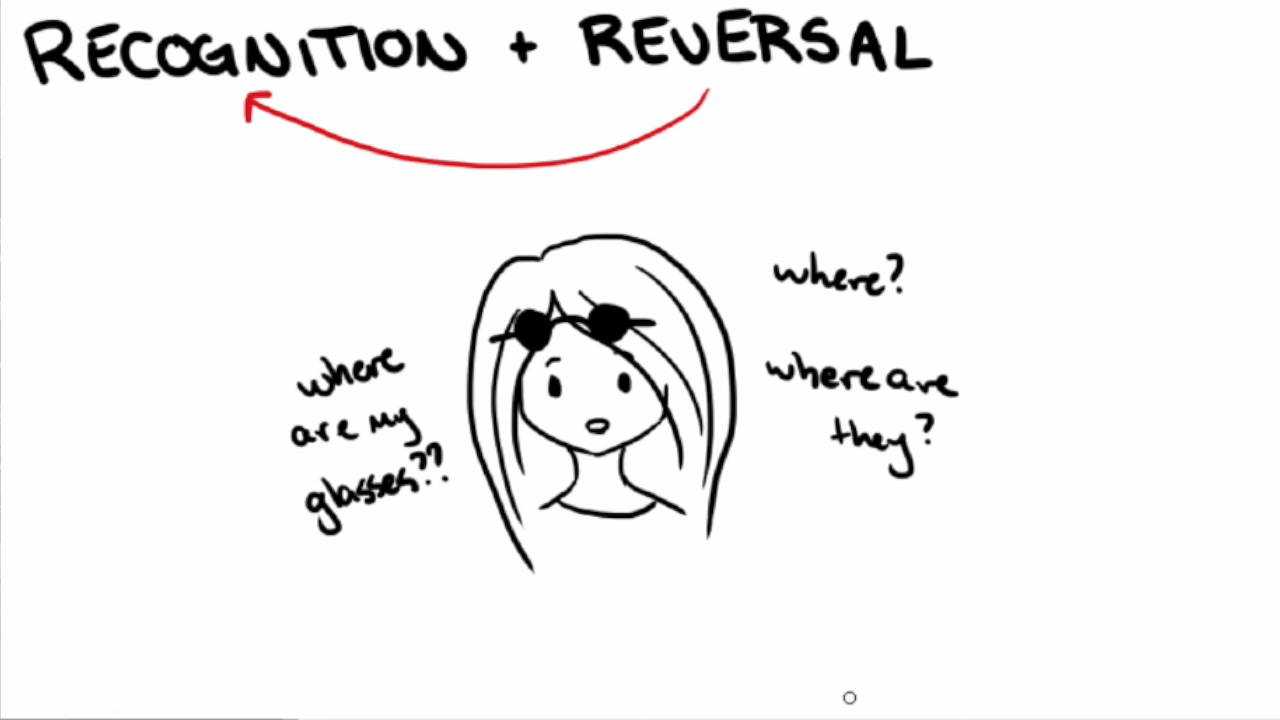 RECOGNITION + REVERSAL
where
are my
glasses??
where?
where are
they?